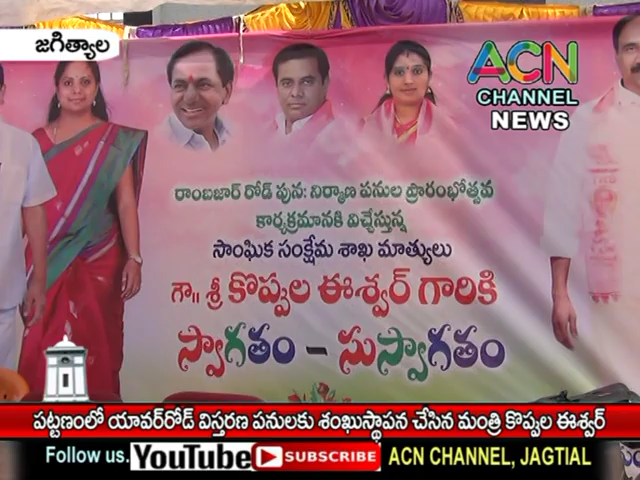 జగిత్యాల
ACN
CHANNEL
NEWS
రాంబజార్ రోడ్ పున: నిర్మాణ పనుల ప్రారంభోత్సవ
కార్యక్రమానకి విచ్చేస్తున్న
సాంఘిక సంక్షేమ శాఖ మాత్యులు
గౌ,, శ్రీ కొప్పుల ఈశ్వర్ గారికి
స్వాగతం – సుస్వాగతం
పట్టణంలో యావర్‌రోడ్ విస్తరణ పనులకు శంఖుస్థాపన చేసిన మంత్రి కొప్పుల ఈశ్వర్
Follow us. YouTube SUBSCRIBE ACN CHANNEL, JAGTIAL